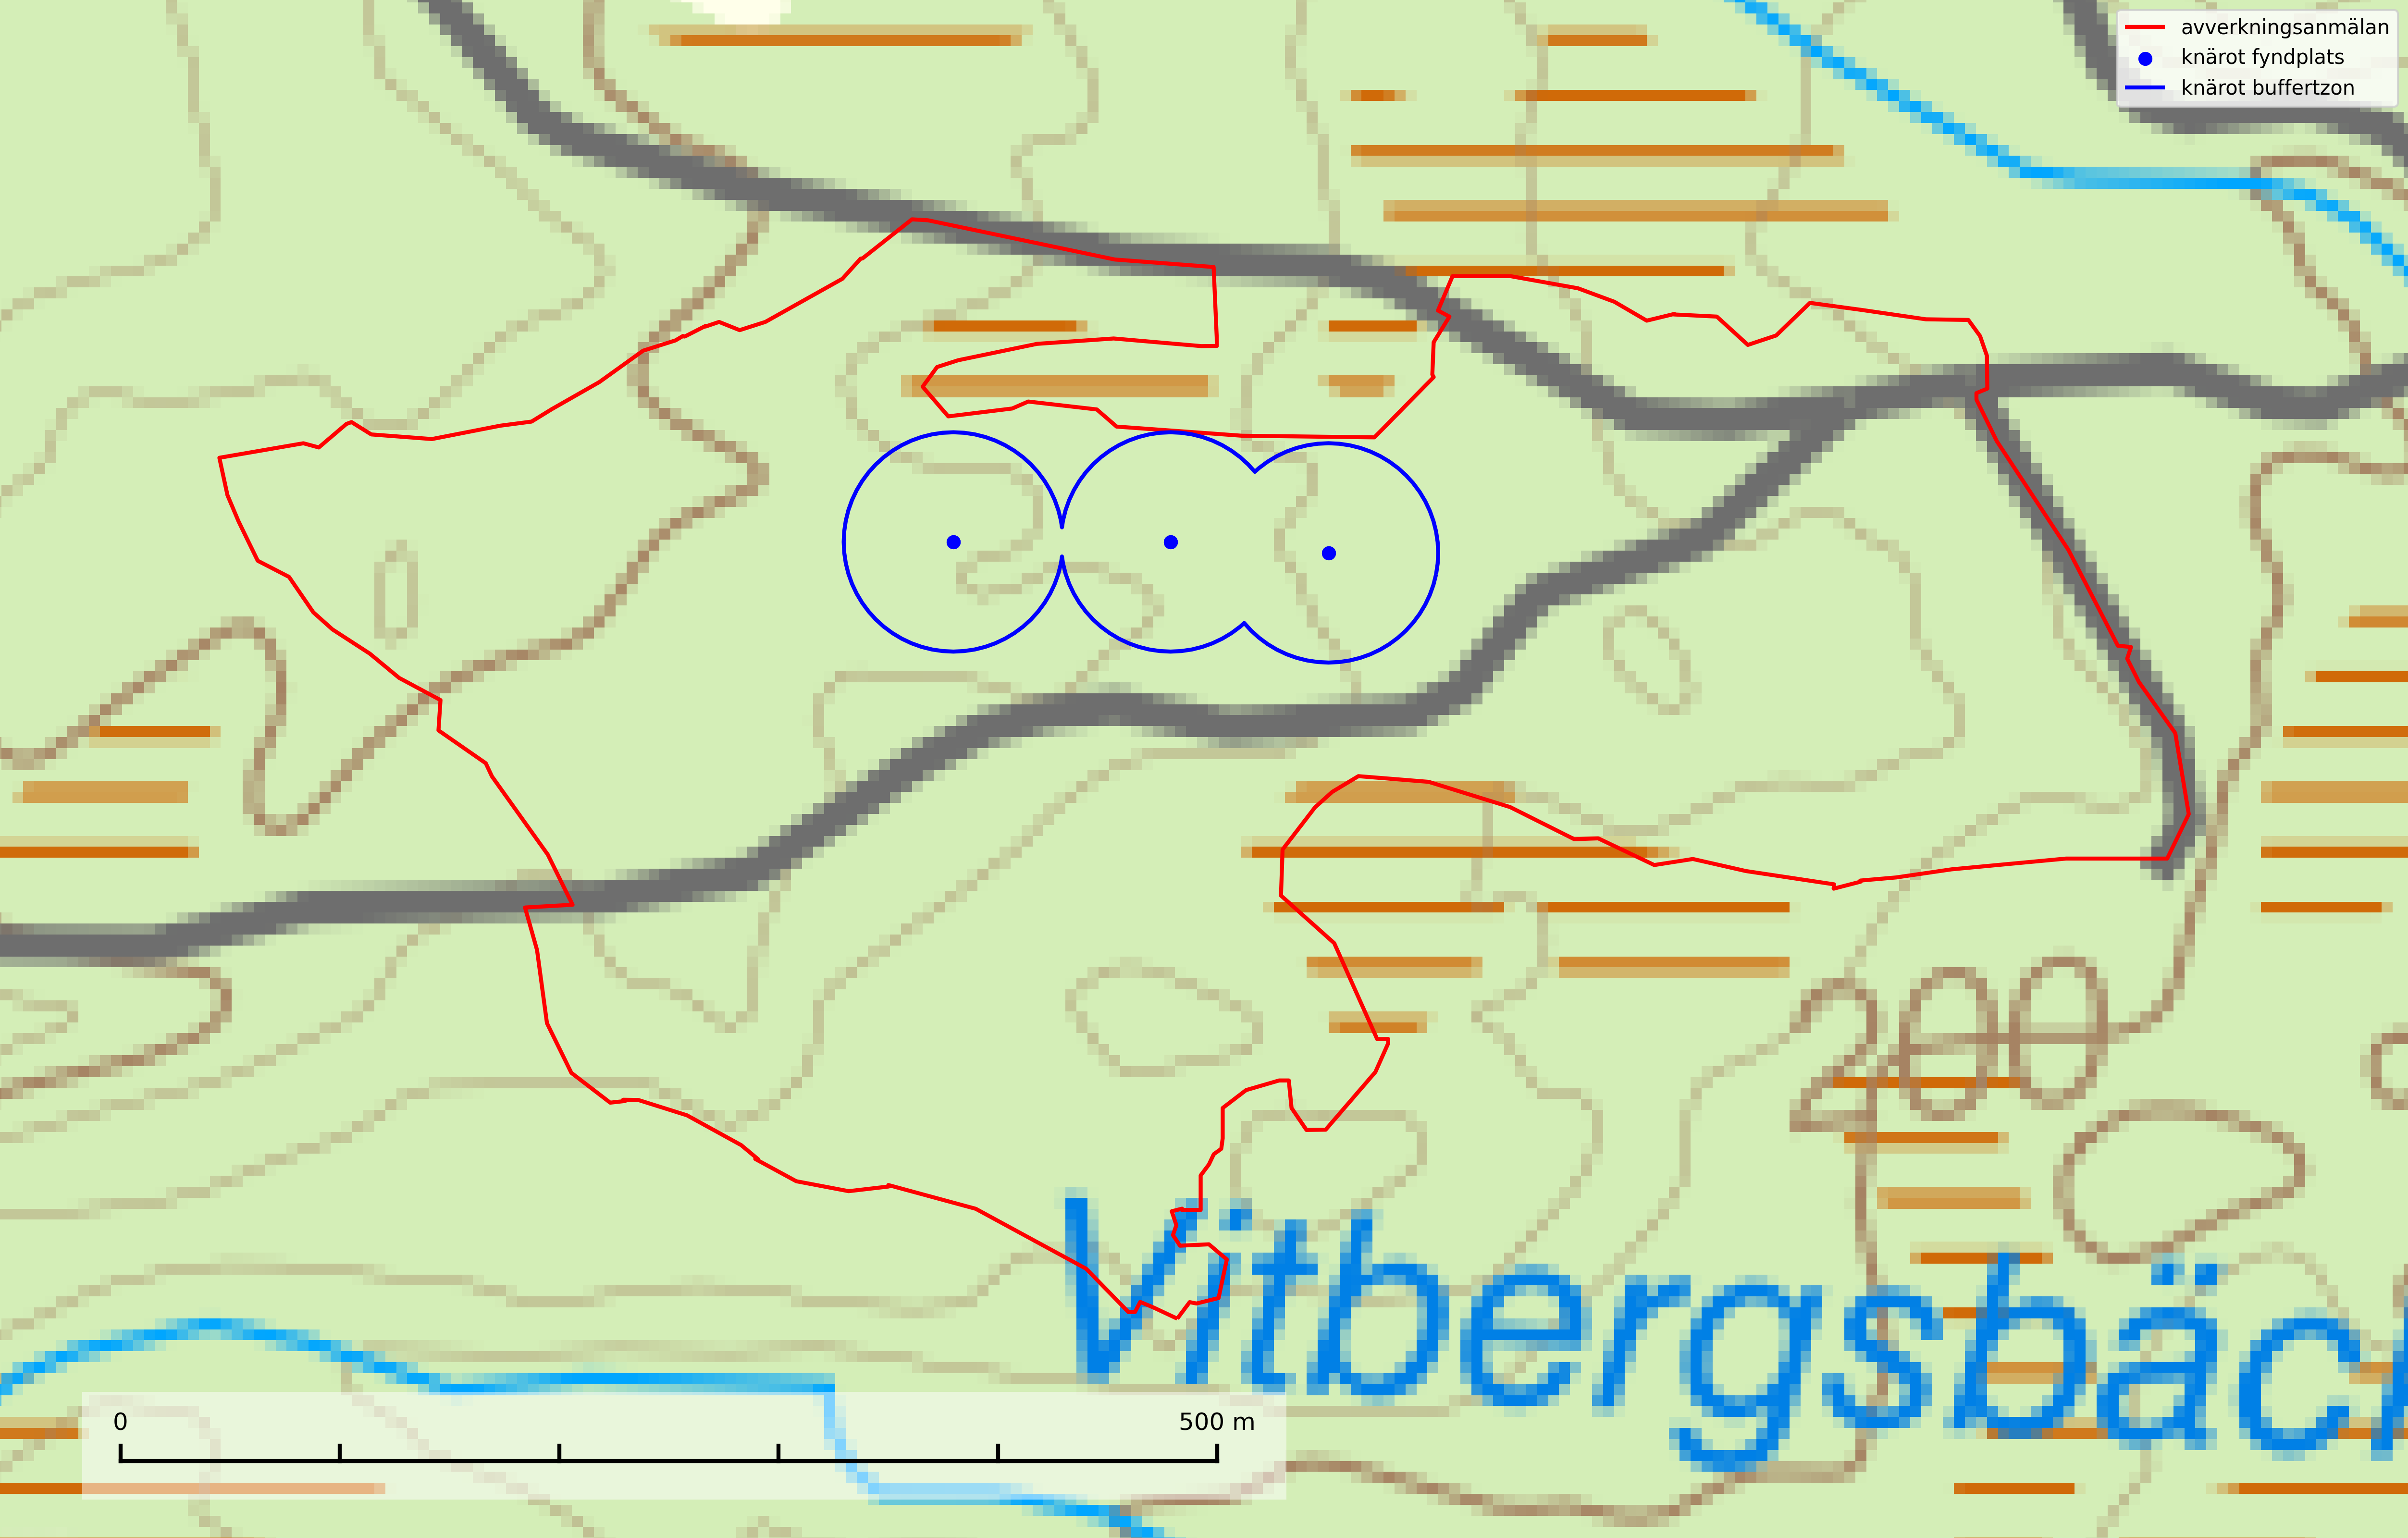 avverkningsanmälan
knärot fyndplats
knärot buffertzon
200
Vitbergsbäck
0 500 m